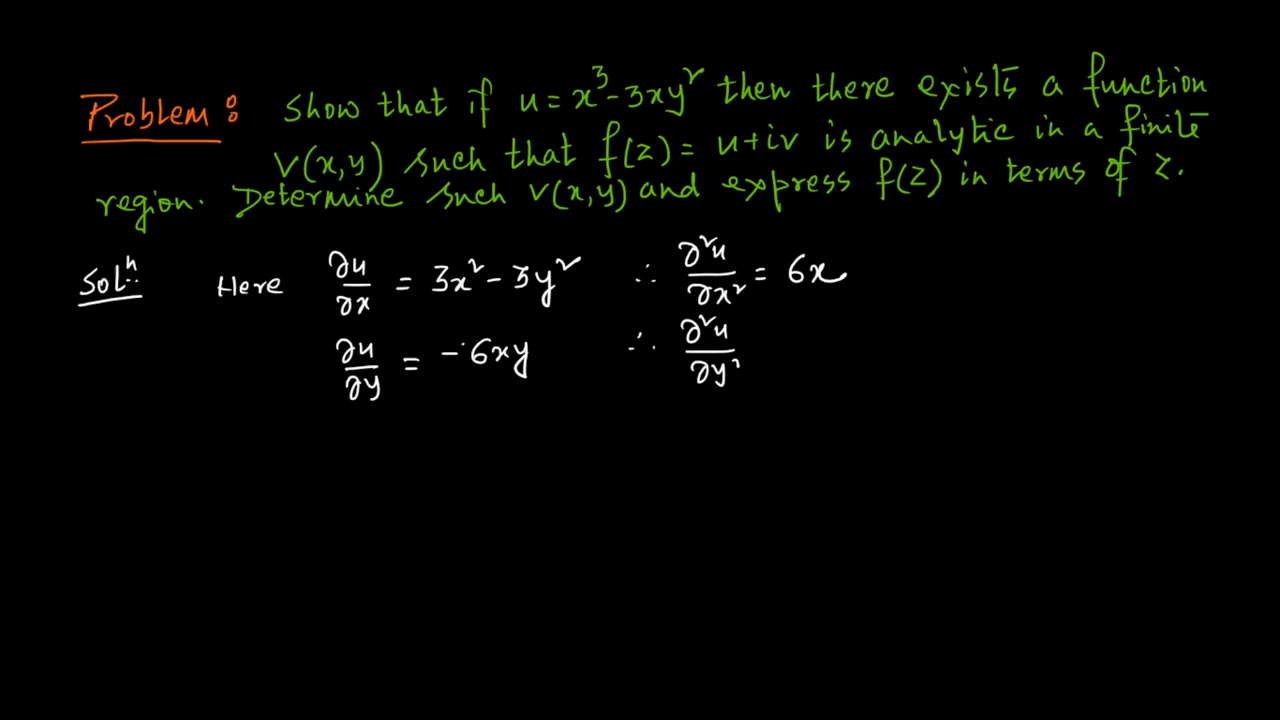 Problem: Show that if u = x³ - 3xy² then there exists a function
v(x,y) such that f(z) = u+iv is analytic in a finite
region. Determine such v(x,y) and express f(z) in terms of z.
Solⁿ: Here ∂u/∂x = 3x² - 3y² ∴ ∂²u/∂x² = 6x
∂u/∂y = -6xy ∴ ∂²u/∂y²